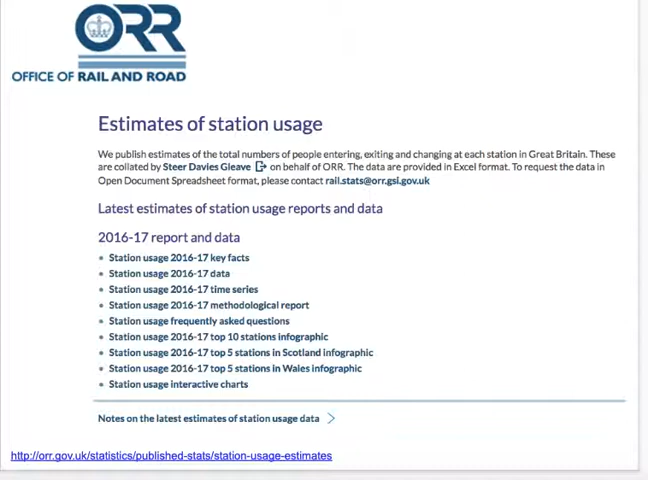 ORR
OFFICE OF RAIL AND ROAD
Estimates of station usage
We publish estimates of the total numbers of people entering, exiting and changing at each station in Great Britain. These
are collated by Steer Davies Gleave on behalf of ORR. The data are provided in Excel format. To request the data in
Open Document Spreadsheet format, please contact rail.stats@orr.gsi.gov.uk
Latest estimates of station usage reports and data
2016-17 report and data
Station usage 2016-17 key facts
Station usage 2016-17 data
Station usage 2016-17 time series
Station usage 2016-17 methodological report
Station usage frequently asked questions
Station usage 2016-17 top 10 stations infographic
Station usage 2016-17 top 5 stations in Scotland infographic
Station usage 2016-17 top 5 stations in Wales infographic
Station usage interactive charts
Notes on the latest estimates of station usage data
http://orr.gov.uk/statistics/published-stats/station-usage-estimates